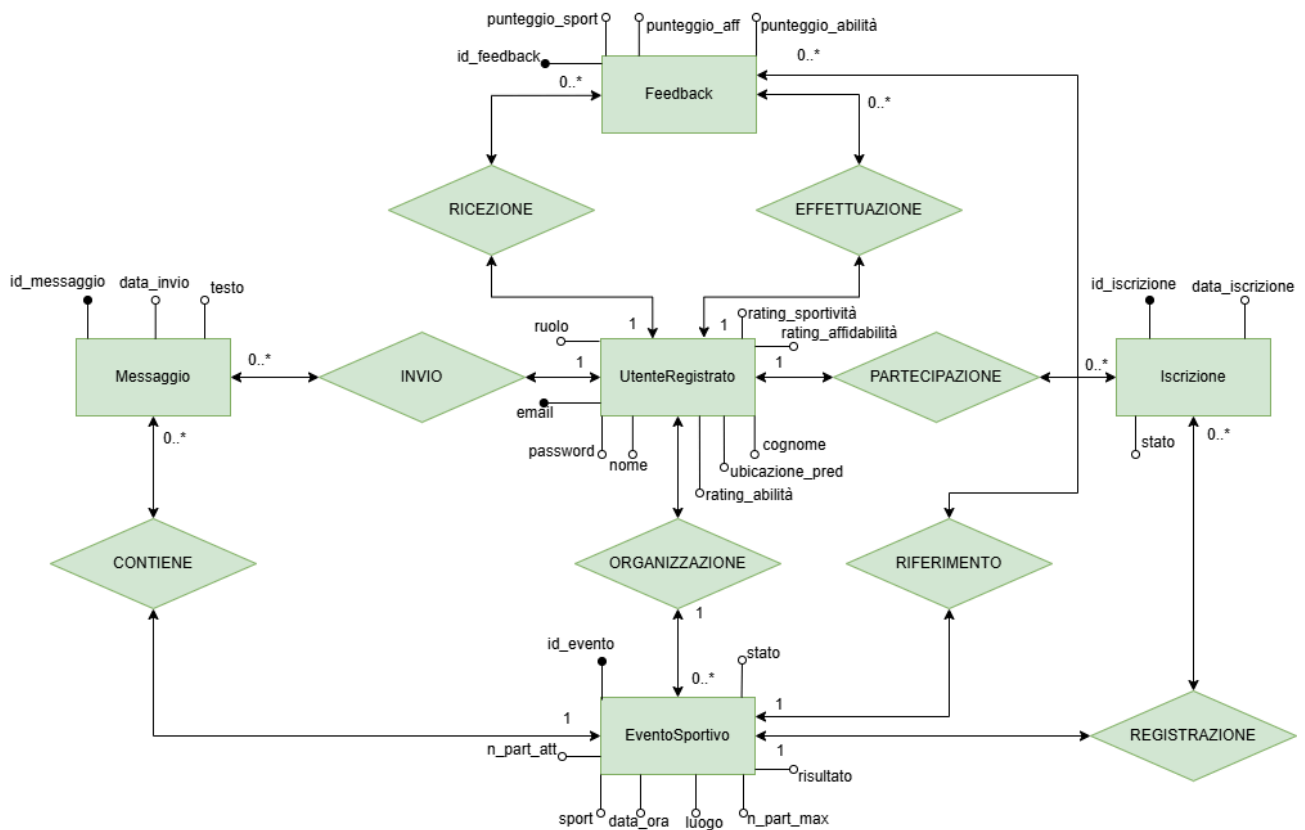 punteggio_sport
punteggio_aff
punteggio_abilità
id_feedback
0..*
0..*
Feedback
0..*
RICEZIONE
EFFETTUAZIONE
id_messaggio
data_invio
testo
id_iscrizione
data_iscrizione
rating_sportività
ruolo
1
1
rating_affidabilità
0..*
1
1
0..*
Messaggio
INVIO
UtenteRegistrato
PARTECIPAZIONE
Iscrizione
email
0..*
password
nome
cognome
stato
0..*
ubicazione_pred
rating_abilità
CONTIENE
ORGANIZZAZIONE
RIFERIMENTO
1
id_evento
stato
0..*
1
1
EventoSportivo
REGISTRAZIONE
n_part_att
1
risultato
sport
data_ora
luogo
n_part_max